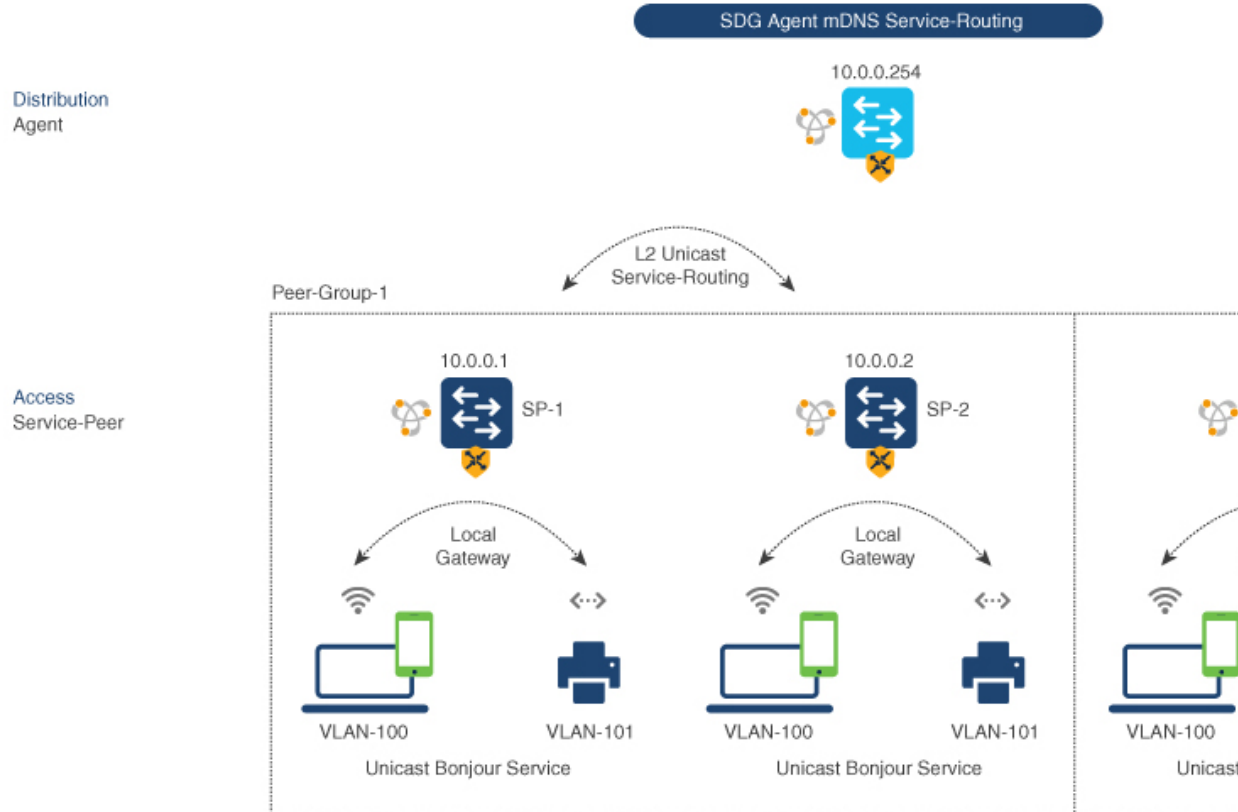 SDG Agent mDNS Service-Routing
10.0.0.254
Distribution
Agent
L2 Unicast
Service-Routing
Peer-Group-1
10.0.0.1
10.0.0.2
Access
Service-Peer
SP-1
SP-2
Local
Gateway
Local
Gateway
VLAN-100
VLAN-101
VLAN-100
VLAN-101
VLAN-100
Unicast Bonjour Service
Unicast Bonjour Service
Unicast